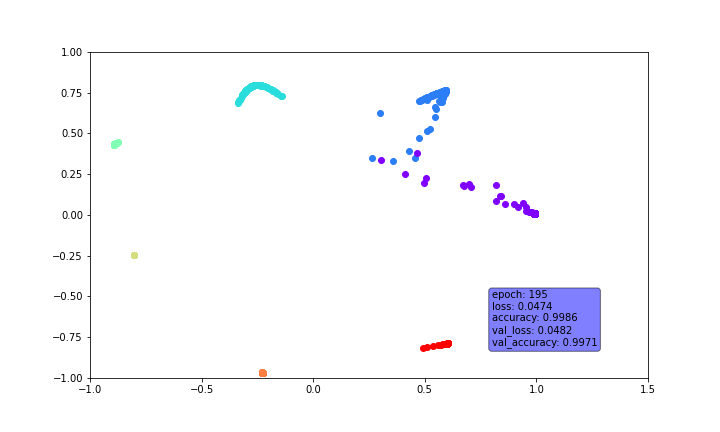 1.00
0.75
0.50
0.25
0.00
−0.25
−0.50
−0.75
−1.00
epoch: 195
loss: 0.0474
accuracy: 0.9986
val_loss: 0.0482
val_accuracy: 0.9971
−1.0 −0.5 0.0 0.5 1.0 1.5